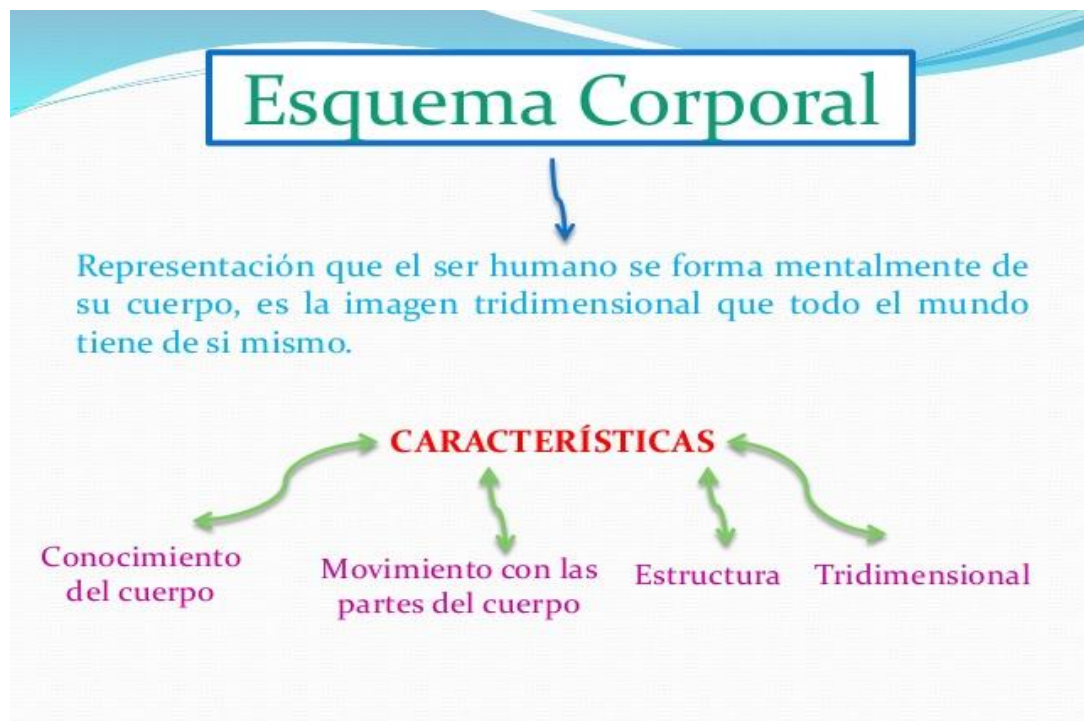 Esquema Corporal
Representación que el ser humano se forma mentalmente de
su cuerpo, es la imagen tridimensional que todo el mundo
tiene de si mismo.
CARACTERÍSTICAS
Conocimiento
del cuerpo
Movimiento con las
partes del cuerpo
Estructura
Tridimensional